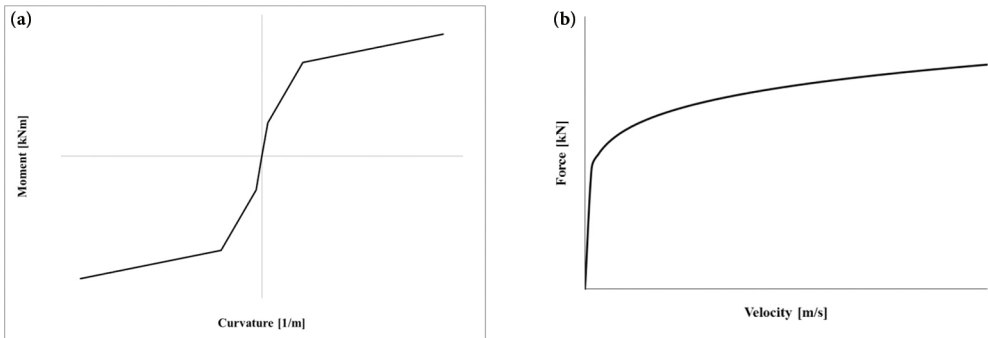 (a)
Moment [kNm]
Curvature [1/m]
(b)
Force [kN]
Velocity [m/s]